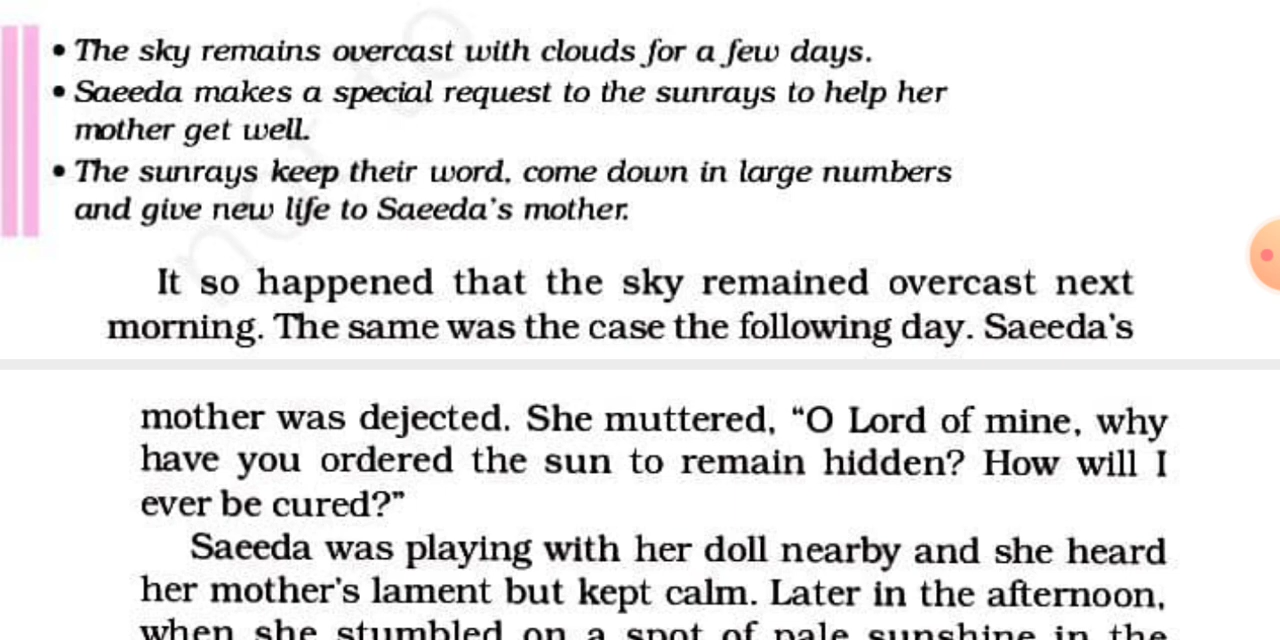 • The sky remains overcast with clouds for a few days.
• Saeeda makes a special request to the sunrays to help her
mother get well.
• The sunrays keep their word, come down in large numbers
and give new life to Saeeda's mother.
It so happened that the sky remained overcast next
morning. The same was the case the following day. Saeeda's
mother was dejected. She muttered, “O Lord of mine, why
have you ordered the sun to remain hidden? How will I
ever be cured?”
Saeeda was playing with her doll nearby and she heard
her mother's lament but kept calm. Later in the afternoon,
when she stumbled on a spot of pale sunshine in the